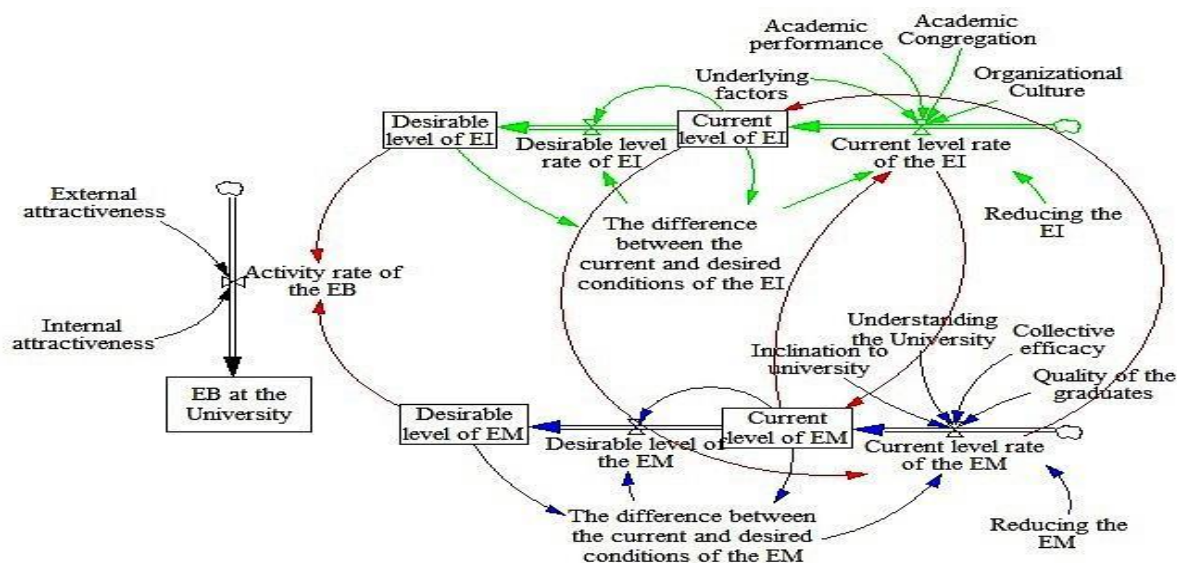 Academic
performance
Academic
Congregation
Underlying
factors
Organizational
Culture
Desirable
level of EI
Desirable level
rate of EI
Current
level of EI
Current level rate
of the EI
External
attractiveness
The difference
between the
current and desired
conditions of the EI
Reducing the
EI
Activity rate of
the EB
Internal
attractiveness
EB at the
University
Understanding
the University
Inclination to
university
Collective
efficacy
Quality of the
graduates
Desirable
level of EM
Desirable level of
the EM
Current
level of EM
Current level rate
of the EM
The difference between
the current and desired
conditions of the EM
Reducing the
EM